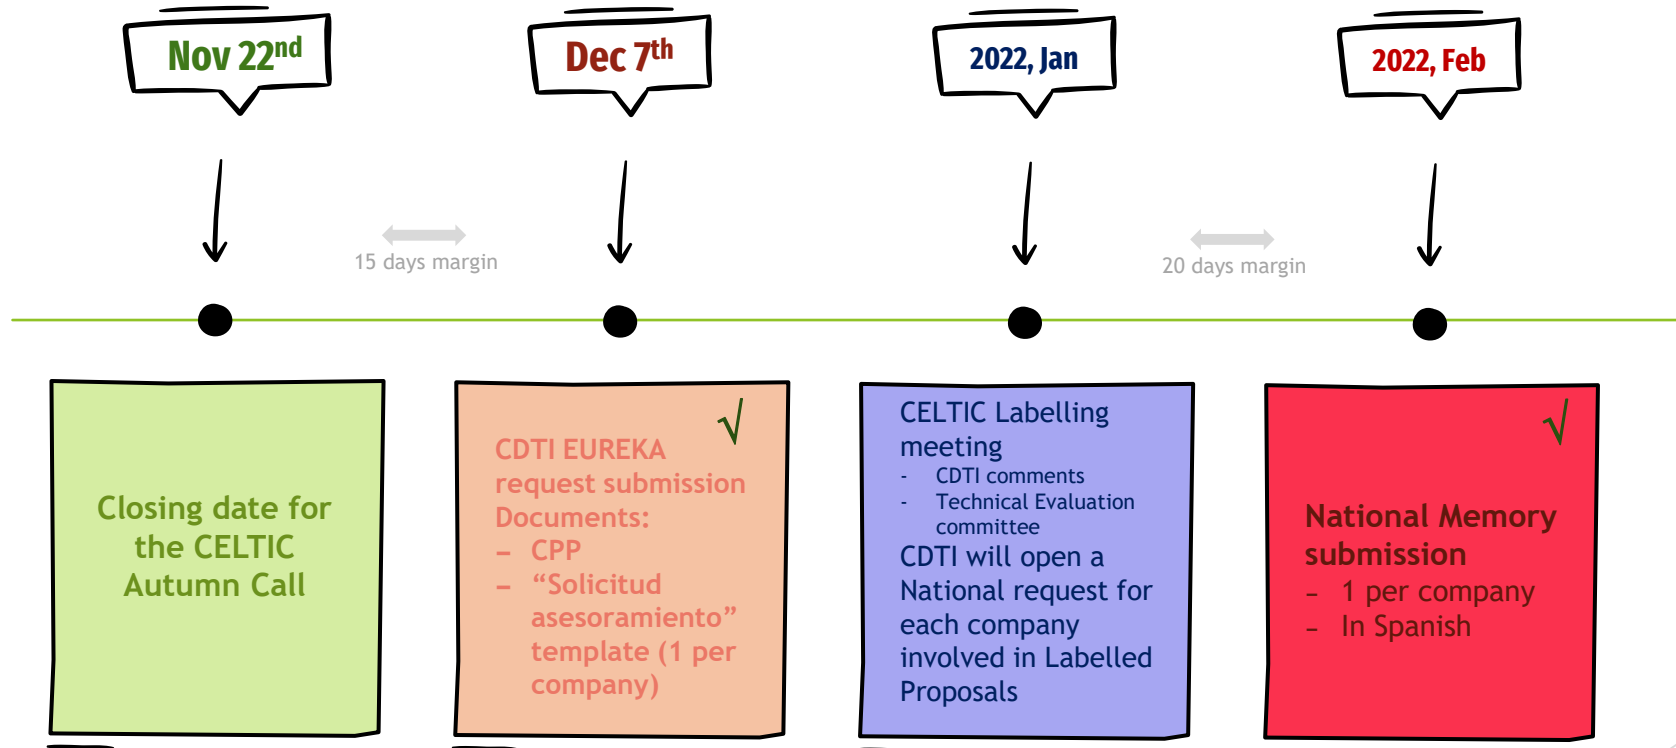 Nov 22nd
Dec 7th
2022, Jan
2022, Feb
15 days margin
20 days margin
Closing date for
the CELTIC
Autumn Call
√
CDTI EUREKA
request submission
Documents:
– CPP
– “Solicitud
asesoramiento”
template (1 per
company)
CELTIC Labelling
meeting
- CDTI comments
- Technical Evaluation
committee
CDTI will open a
National request for
each company
involved in Labelled
Proposals
√
National Memory
submission
– 1 per company
– In Spanish